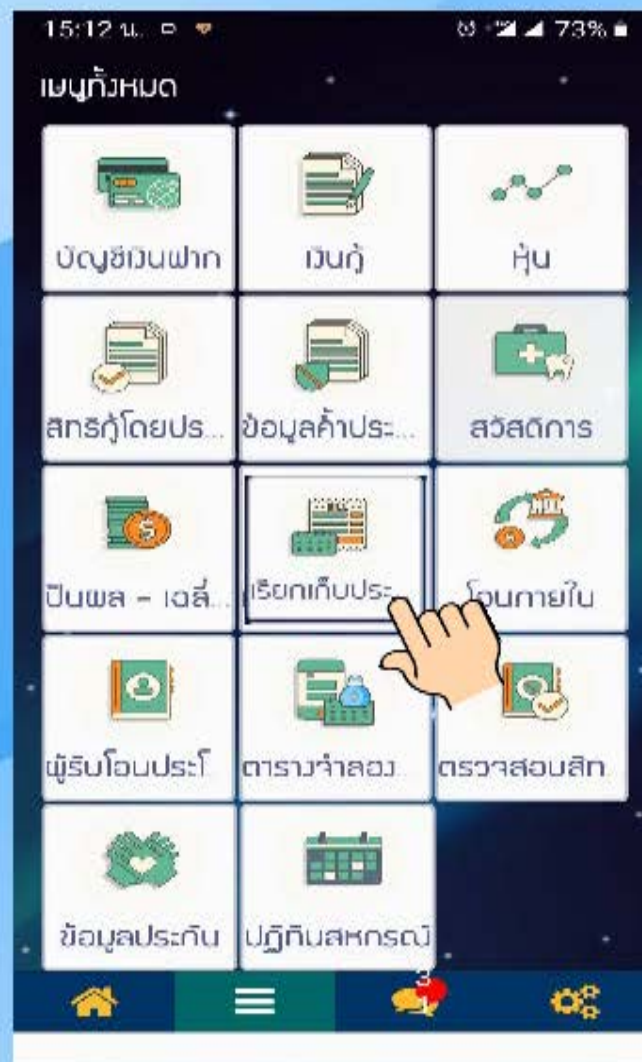 15:12 น.
73%
เมนูทั้งหมด
บัญชีเงินฝาก
เงินกู้
หุ้น
สิทธิกู้โดยปร...
ข้อมูลค้ำประ...
สวัสดิการ
ปันผล - เฉลี่...
เรียกเก็บประ
โอนภายใน
ผู้รับโอนประโ
ตารางจำลอง
ตรวจสอบสิท
ข้อมูลประกัน
ปฏิทินสหกรณ์
31